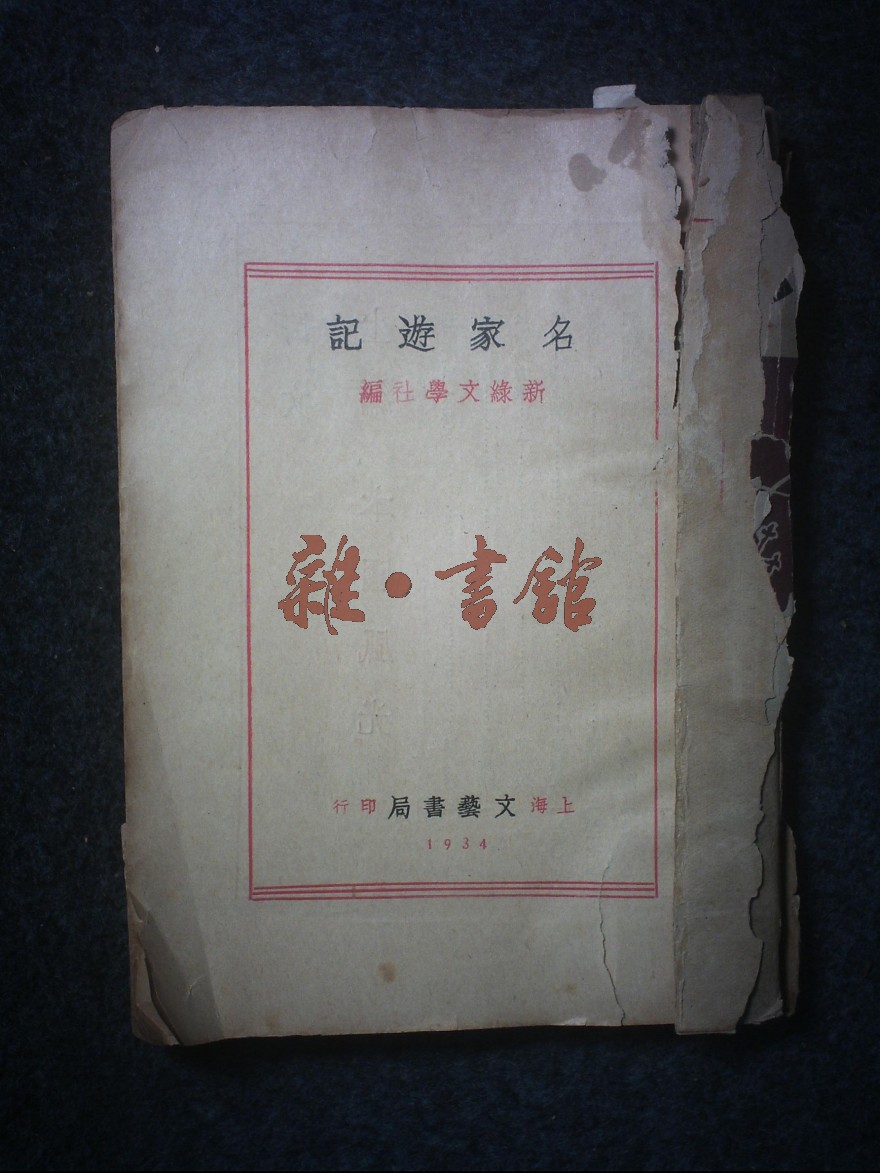 名家遊記
新綠文學社編
雜·書館
上海文藝書局印行
1934